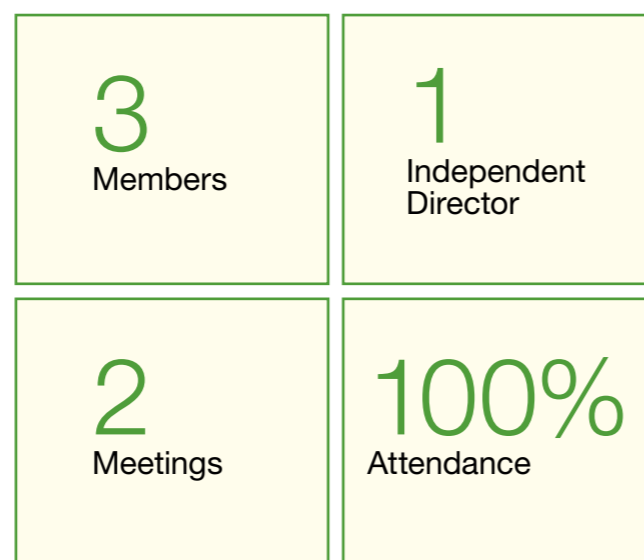 3
Members
1
Independent
Director
2
Meetings
100%
Attendance